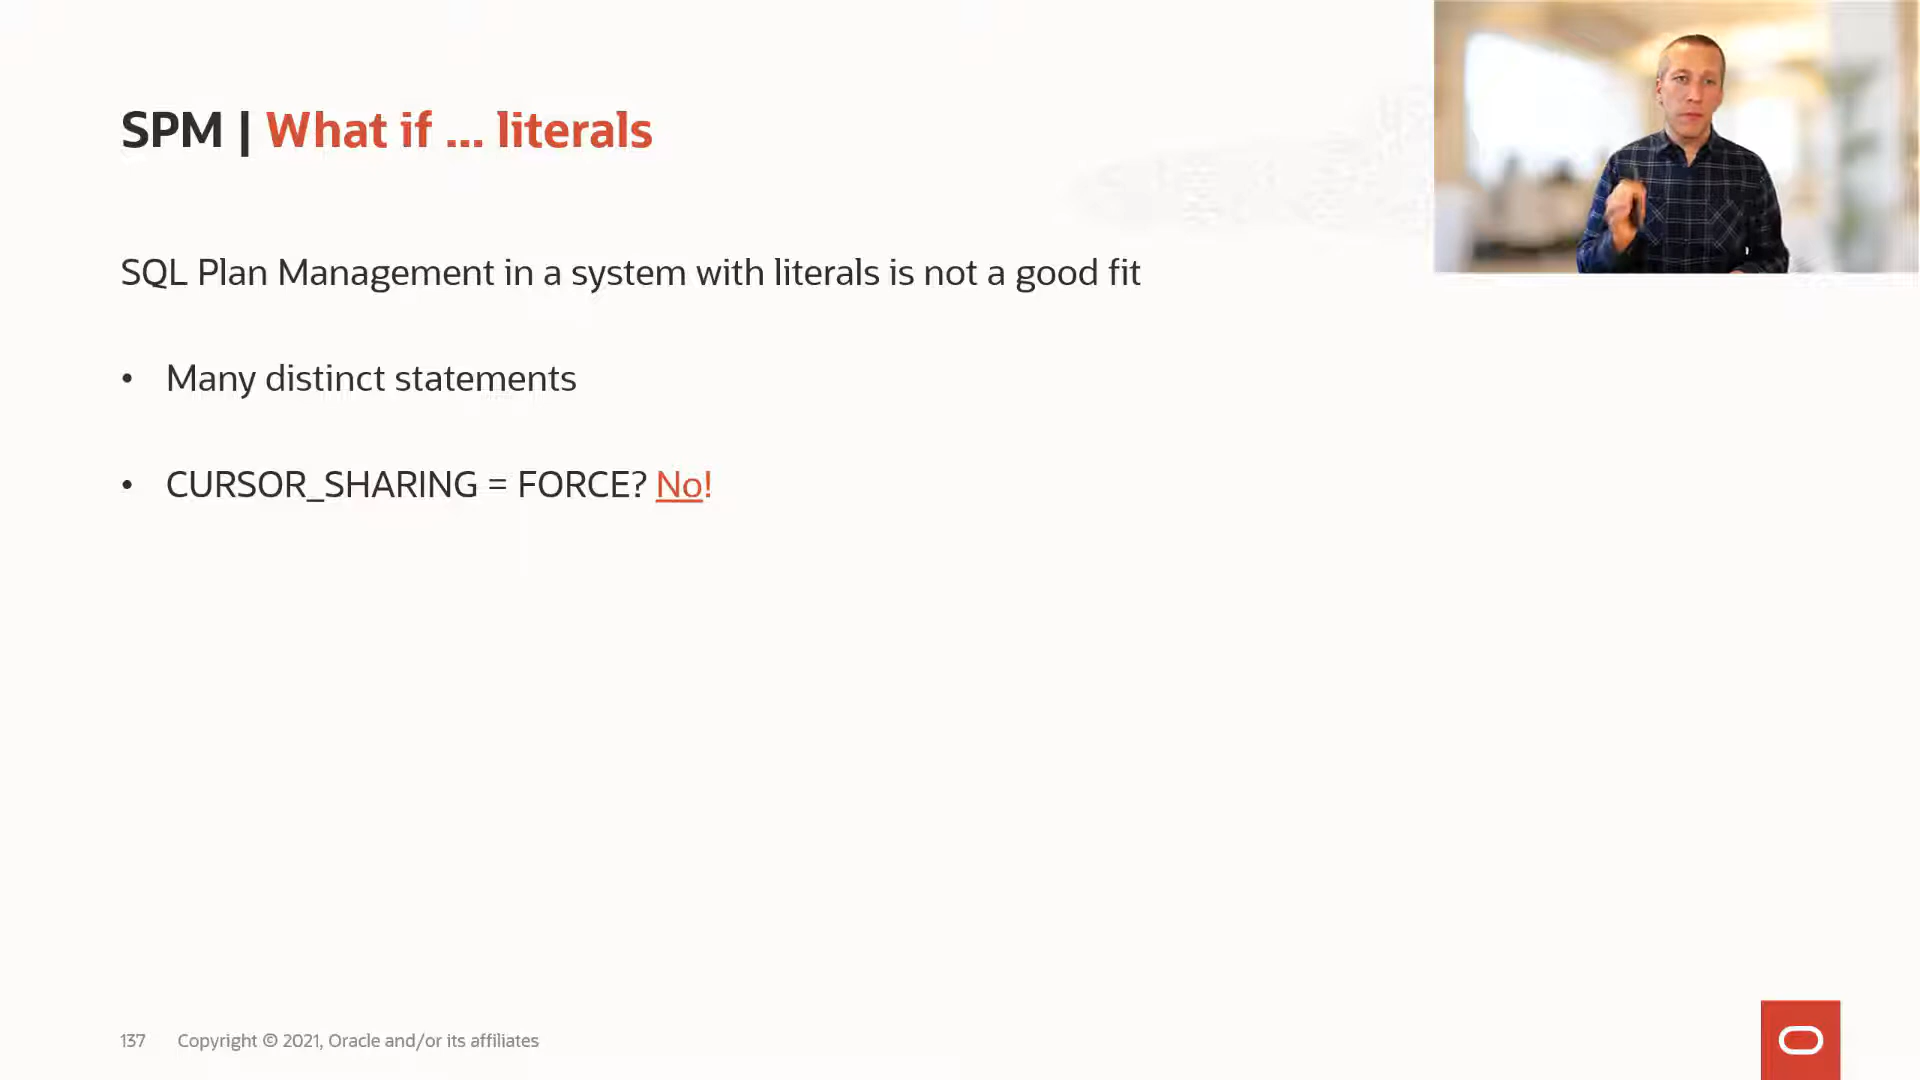 SPM | What if ... literals
SQL Plan Management in a system with literals is not a good fit
• Many distinct statements
• CURSOR_SHARING = FORCE? No!
137 Copyright © 2021, Oracle and/or its affiliates